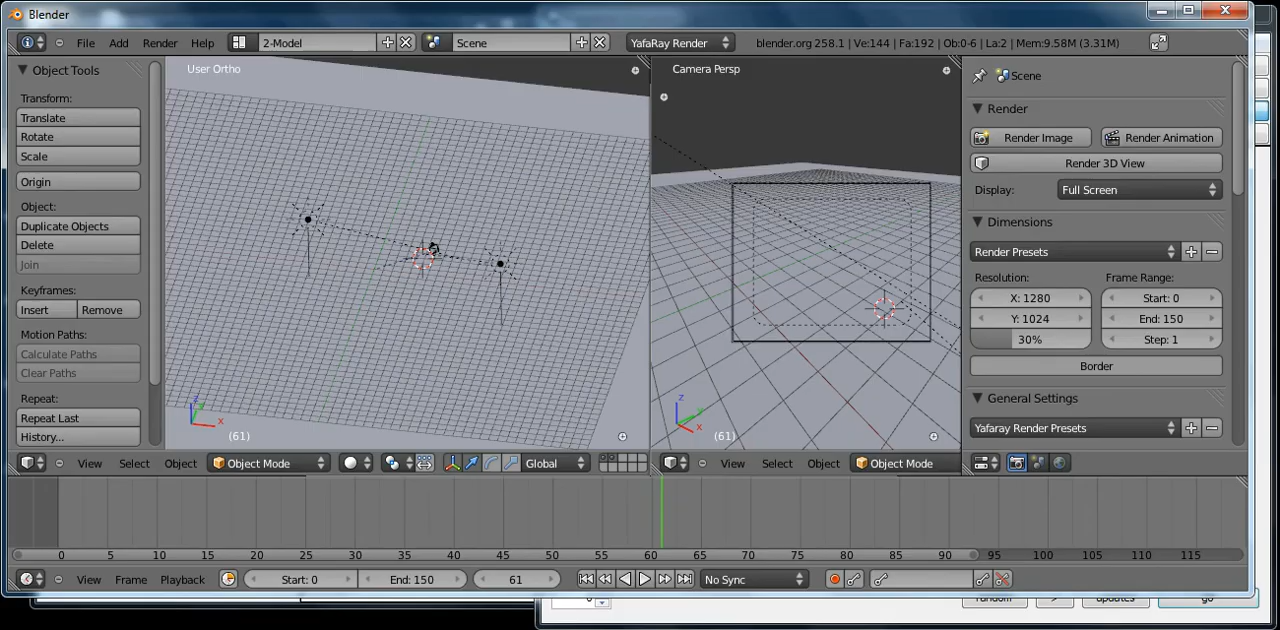 Blender
File Add Render Help 2-Model Scene YafaRay Render blender.org 258.1 | Ve:144 | Fa:192 | Ob:0-6 | La:2 | Mem:9.58M (3.31M)
Object Tools
Transform:
Translate
Rotate
Scale
Origin
Object:
Duplicate Objects
Delete
Join
Keyframes:
Insert Remove
Motion Paths:
Calculate Paths
Clear Paths
Repeat:
Repeat Last
History...
User Ortho
z
y
x
(61)
Camera Persp
z
y
x
(61)
Scene
Render
Render Image Render Animation
Render 3D View
Display: Full Screen
Dimensions
Render Presets
Resolution: Frame Range:
X: 1280 Start: 0
Y: 1024 End: 150
30% Step: 1
Border
General Settings
Yafaray Render Presets
View Select Object Object Mode Global
View Select Object Object Mode
0 5 10 15 20 25 30 35 40 45 50 55 60 65 70 75 80 85 90 95 100 105 110 115
View Frame Playback Start: 0 End: 150 61 No Sync
random > updates go